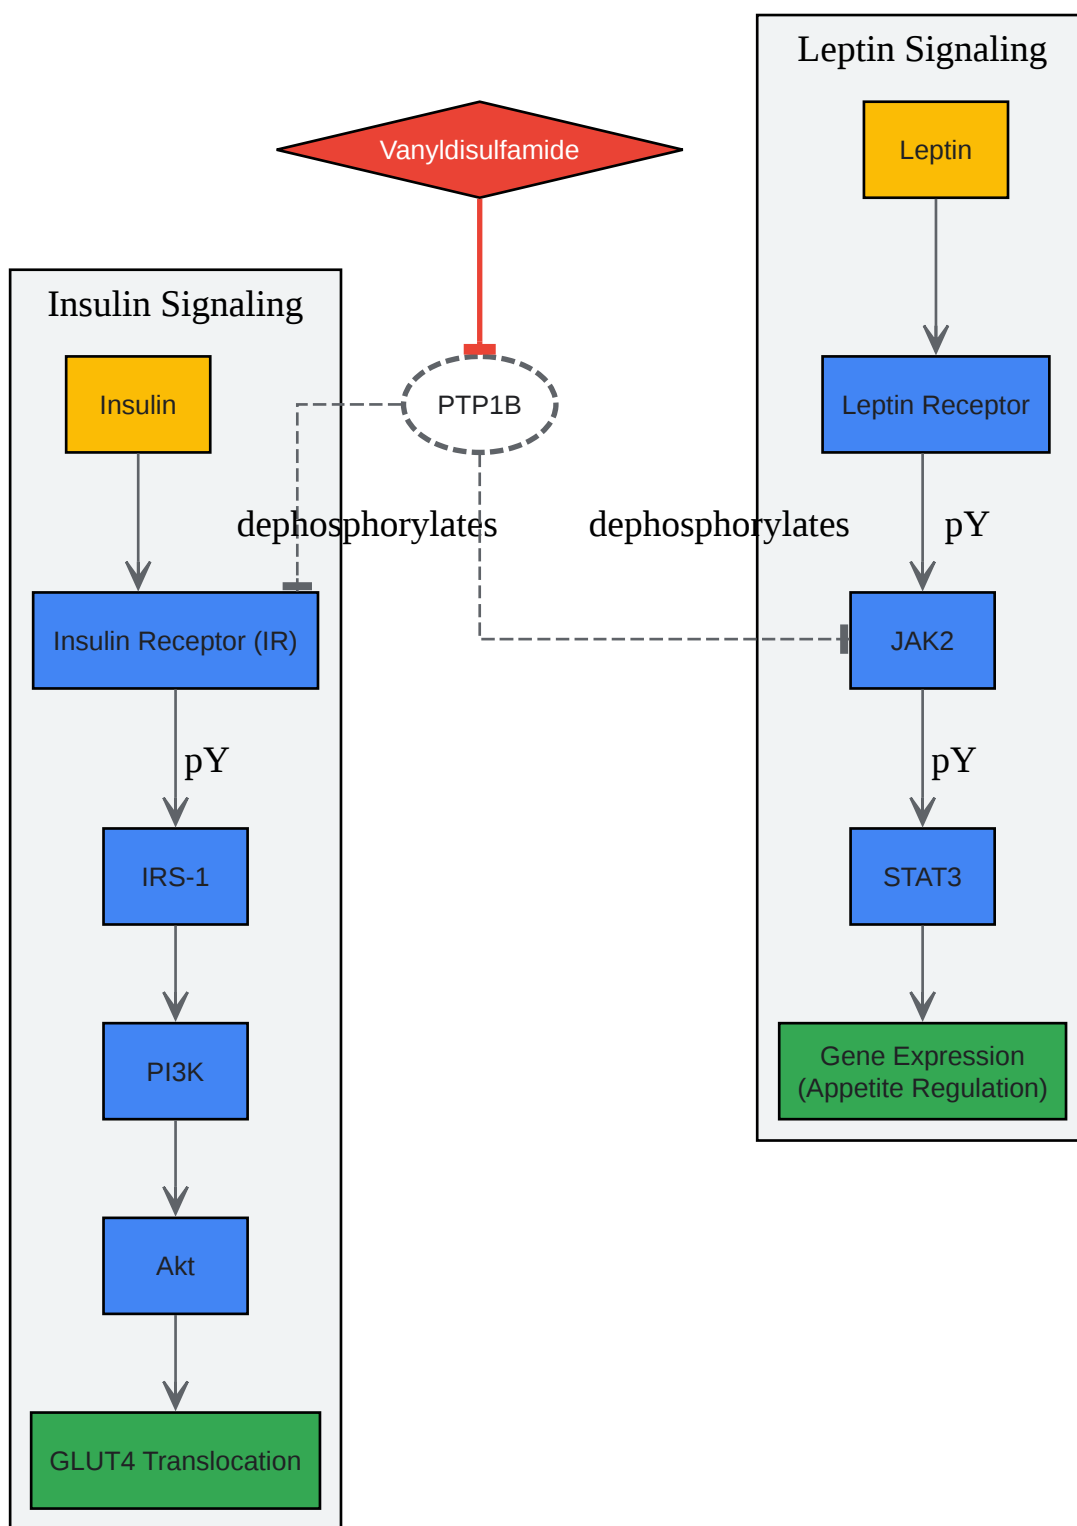 Leptin Signaling
Vanyldisulfamide
Leptin
Insulin Signaling
Insulin
PTP1B
Leptin Receptor
dephosphorylates
dephosphorylates
pY
Insulin Receptor (IR)
JAK2
pY
pY
IRS-1
STAT3
PI3K
Gene Expression
(Appetite Regulation)
Akt
GLUT4 Translocation